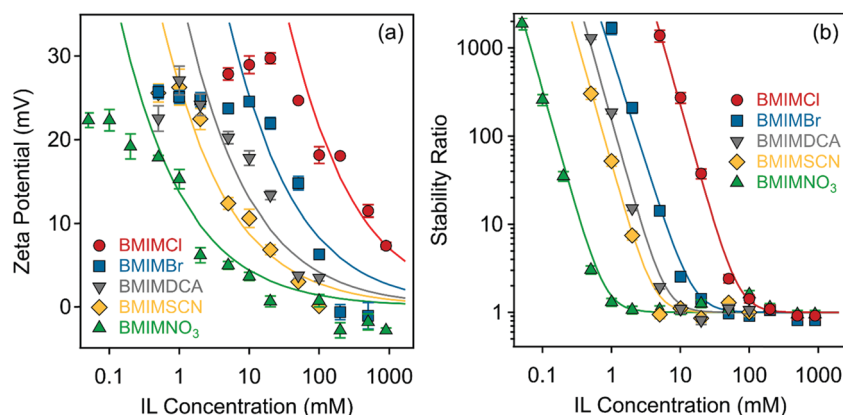 (a)
Zeta Potential (mV)
30
20
10
0
BMIMCl
BMIMBr
BMIMDCA
BMIMSCN
BMIMNO₃
0.1 1 10 100 1000
IL Concentration (mM)
(b)
Stability Ratio
1000
100
10
1
BMIMCl
BMIMBr
BMIMDCA
BMIMSCN
BMIMNO₃
0.1 1 10 100 1000
IL Concentration (mM)